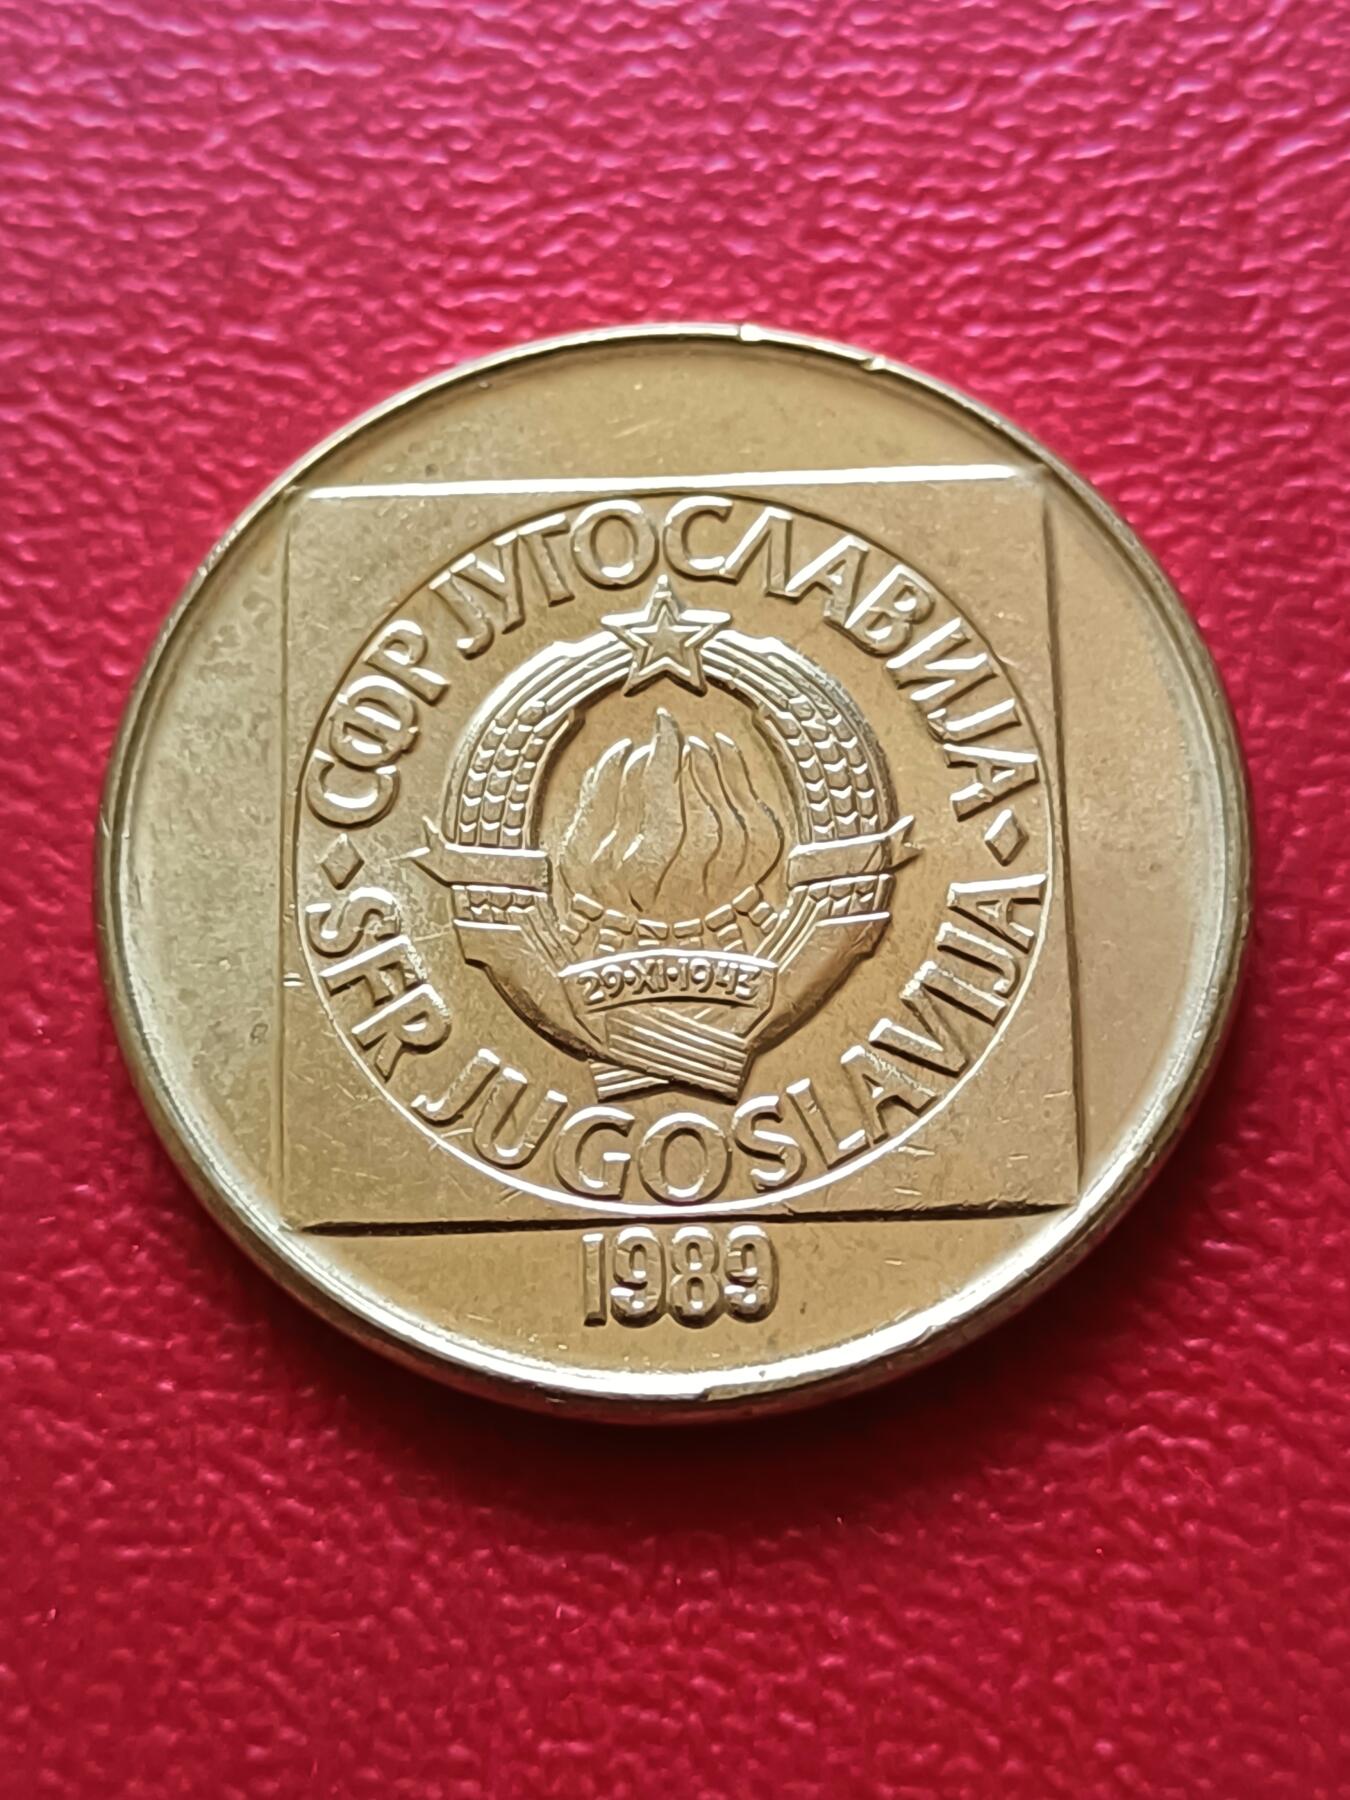 СФР ЈУГОСЛАВИЈА
SFR JUGOSLAVIJA
29·XI·1943
1989